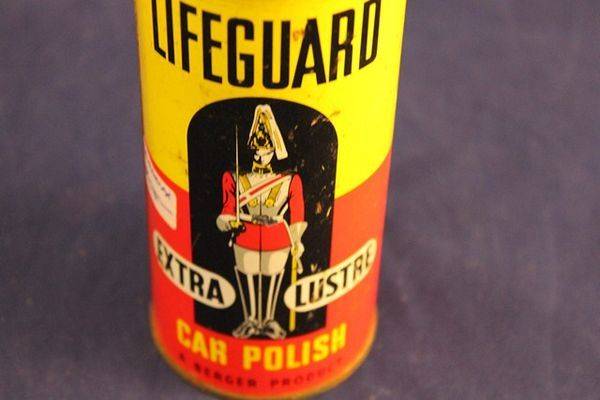 LIFEGUARD
EXTRA LUSTRE
CAR POLISH
A BERGER PRODUCT